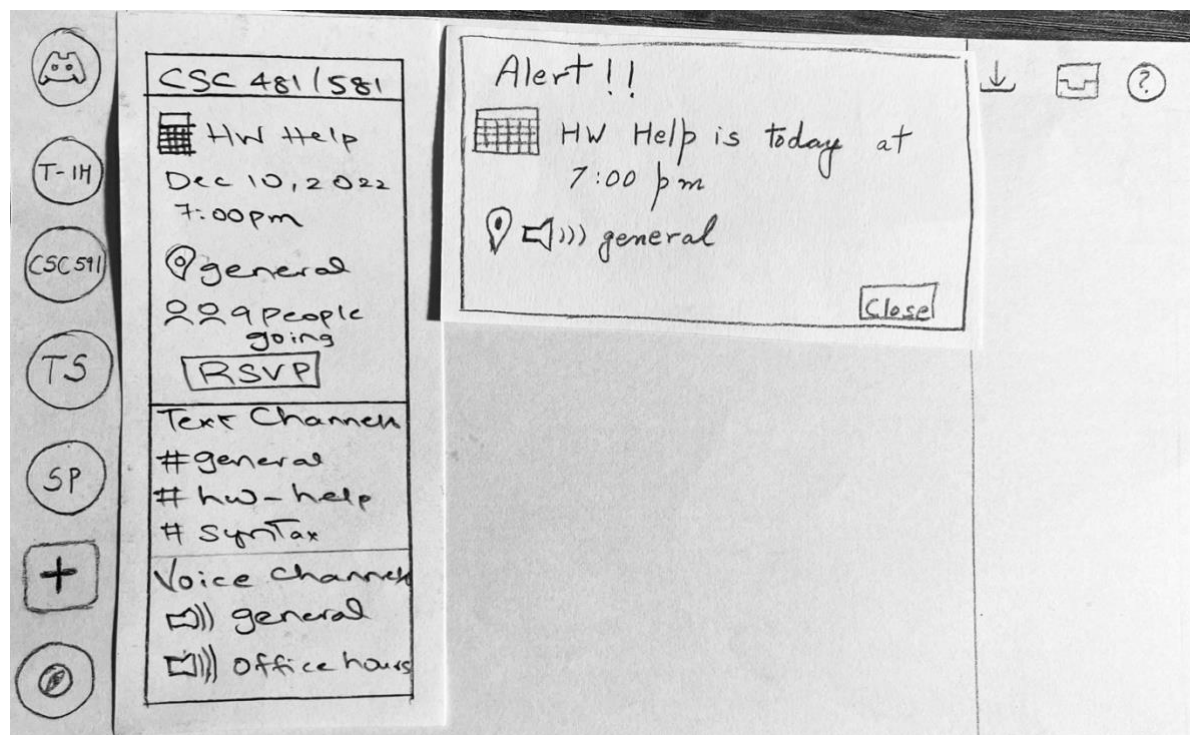 T-1H
CSC 591
TS
SP
+
CSC 481/581
HW Help
Dec 10, 2022
7:00pm
general
9 people
going
RSVP
Text Channels
#general
# hw-help
# Syntax
Voice Channels
general
office hours
Alert!!
HW Help is today at
7:00 pm
general
Close
?